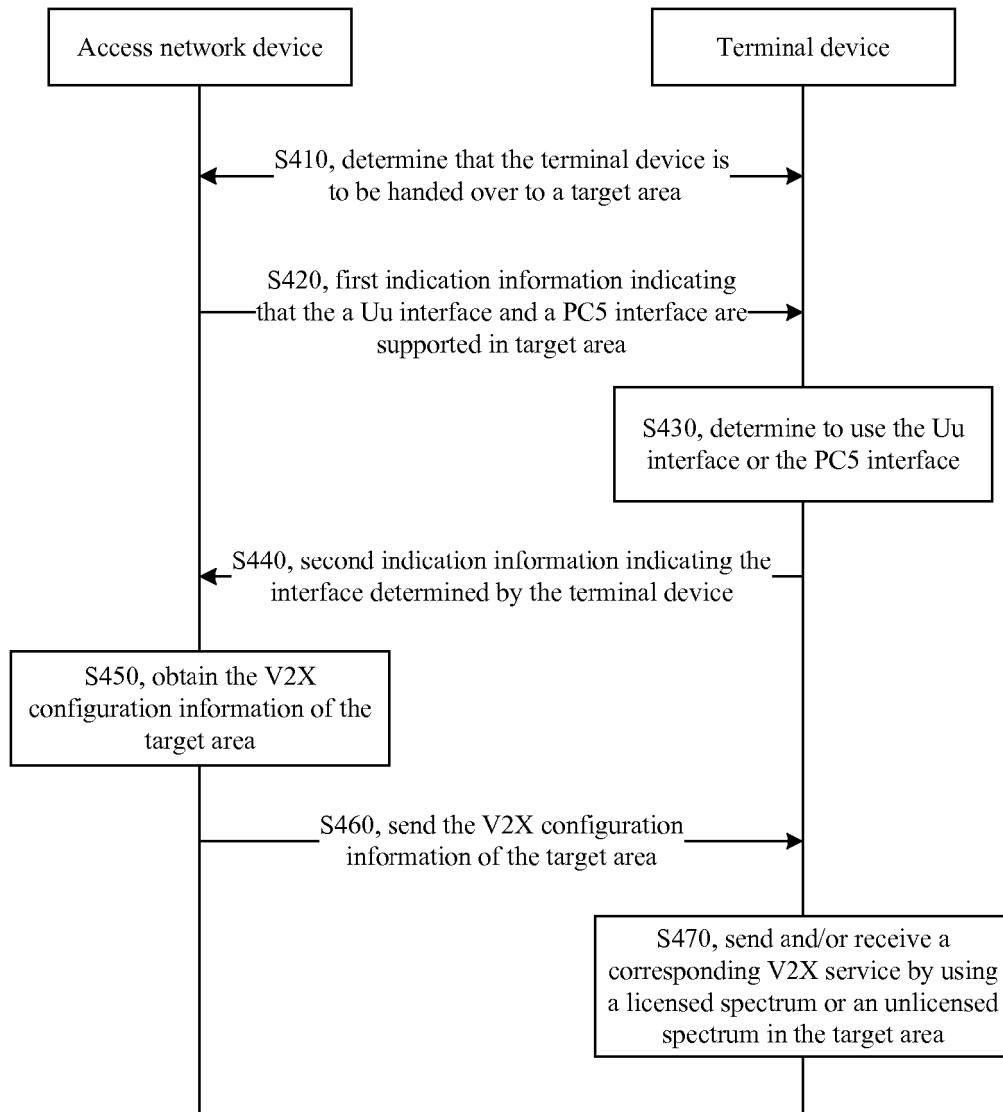 Access network device
Terminal device
S410, determine that the terminal device is
to be handed over to a target area
S420, first indication information indicating
that the a Uu interface and a PC5 interface are
supported in target area
S430, determine to use the Uu
interface or the PC5 interface
S440, second indication information indicating the
interface determined by the terminal device
S450, obtain the V2X
configuration information of the
target area
S460, send the V2X configuration
information of the target area
S470, send and/or receive a
corresponding V2X service by using
a licensed spectrum or an unlicensed
spectrum in the target area